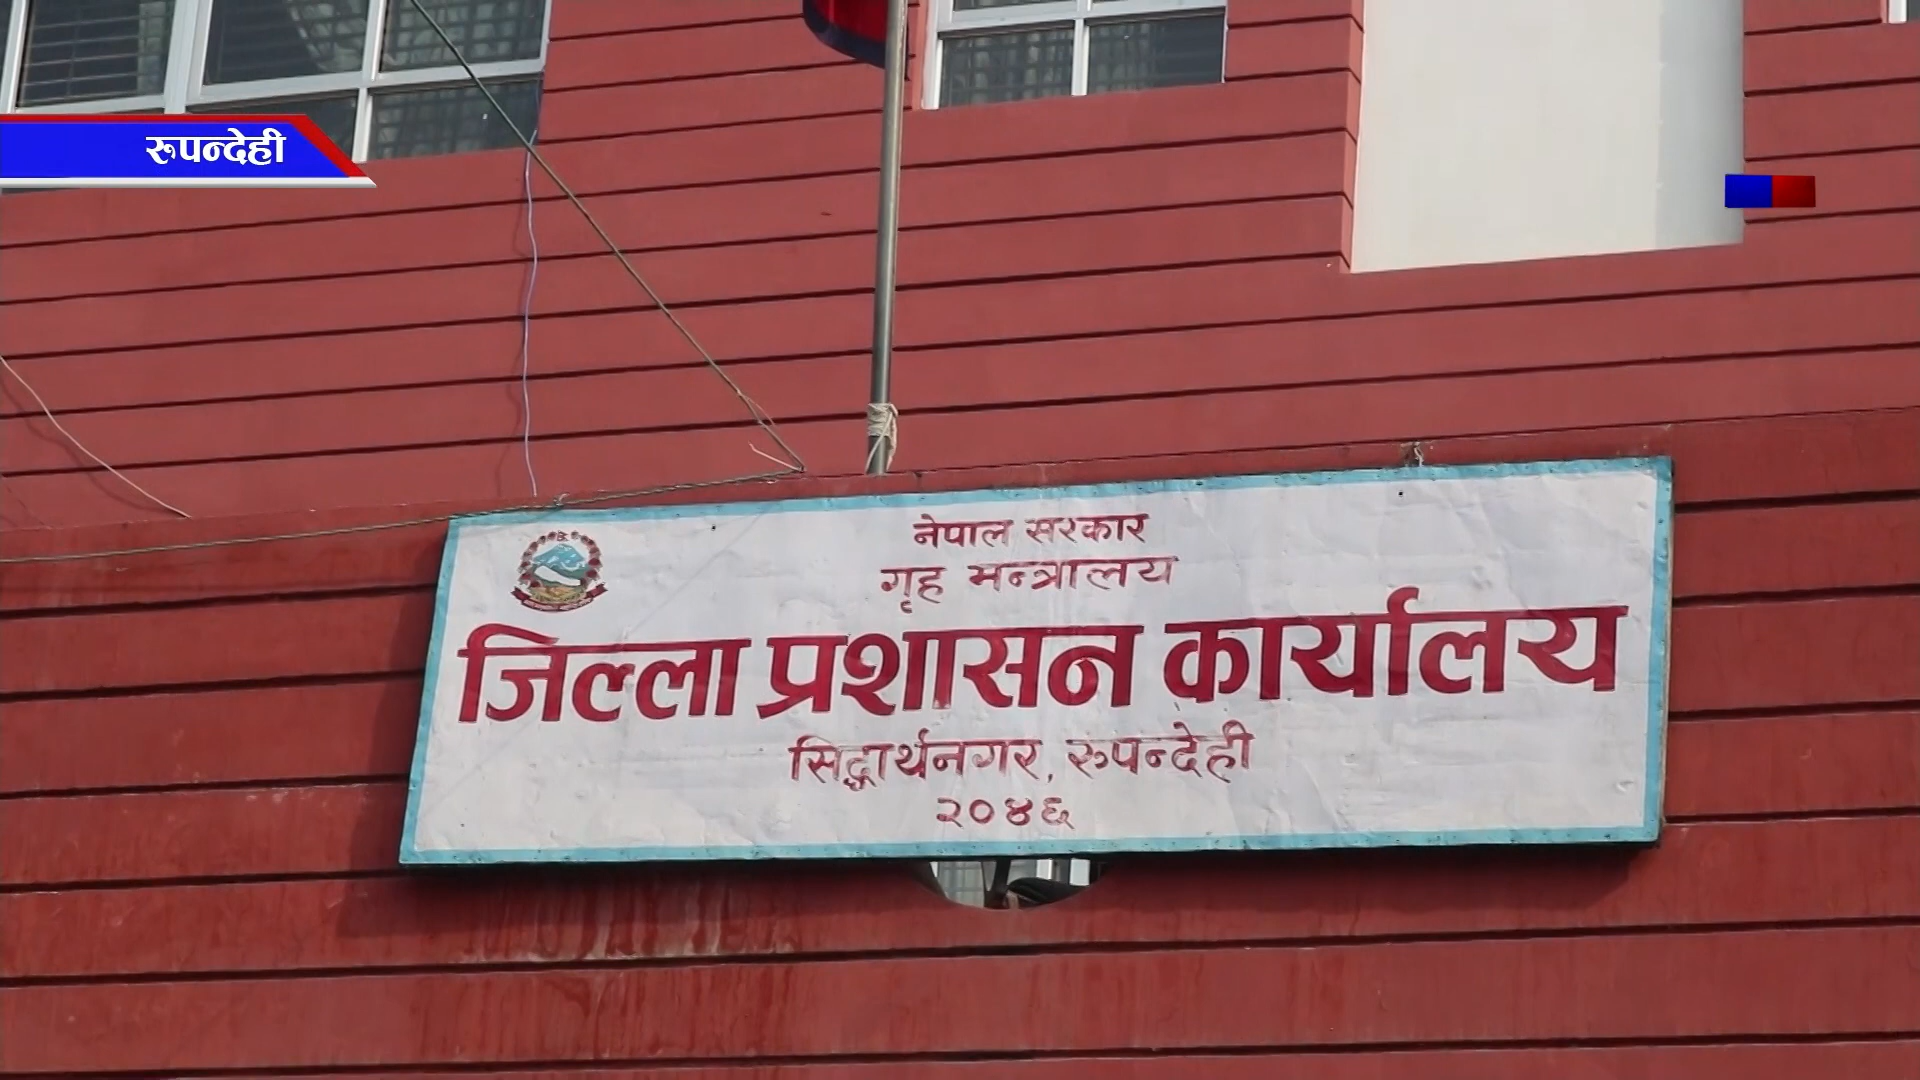 रुपन्देही
नेपाल सरकार
गृह मन्त्रालय
जिल्ला प्रशासन कार्यालय
सिद्धार्थनगर, रुपन्देही
२०४६